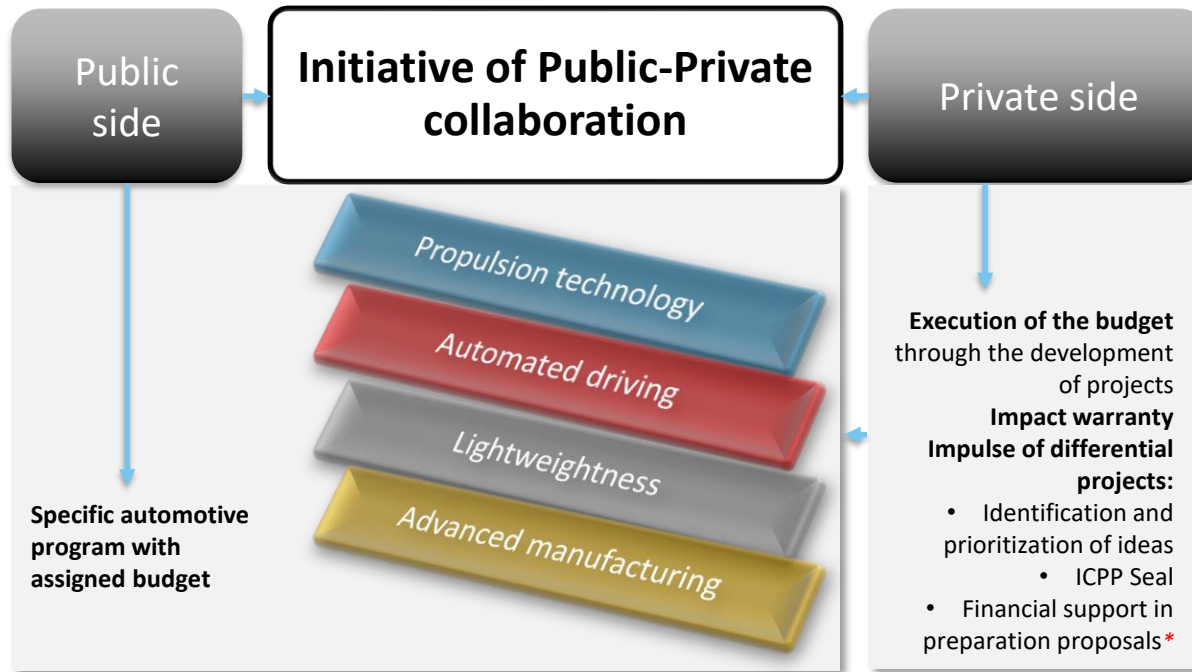 Public
side
Initiative of Public-Private
collaboration
Private side
Propulsion technology
Automated driving
Lightweightness
Advanced manufacturing
Specific automotive
program with
assigned budget
Execution of the budget
through the development
of projects
Impact warranty
Impulse of differential
projects:
• Identification and
prioritization of ideas
• ICPP Seal
• Financial support in
preparation proposals*